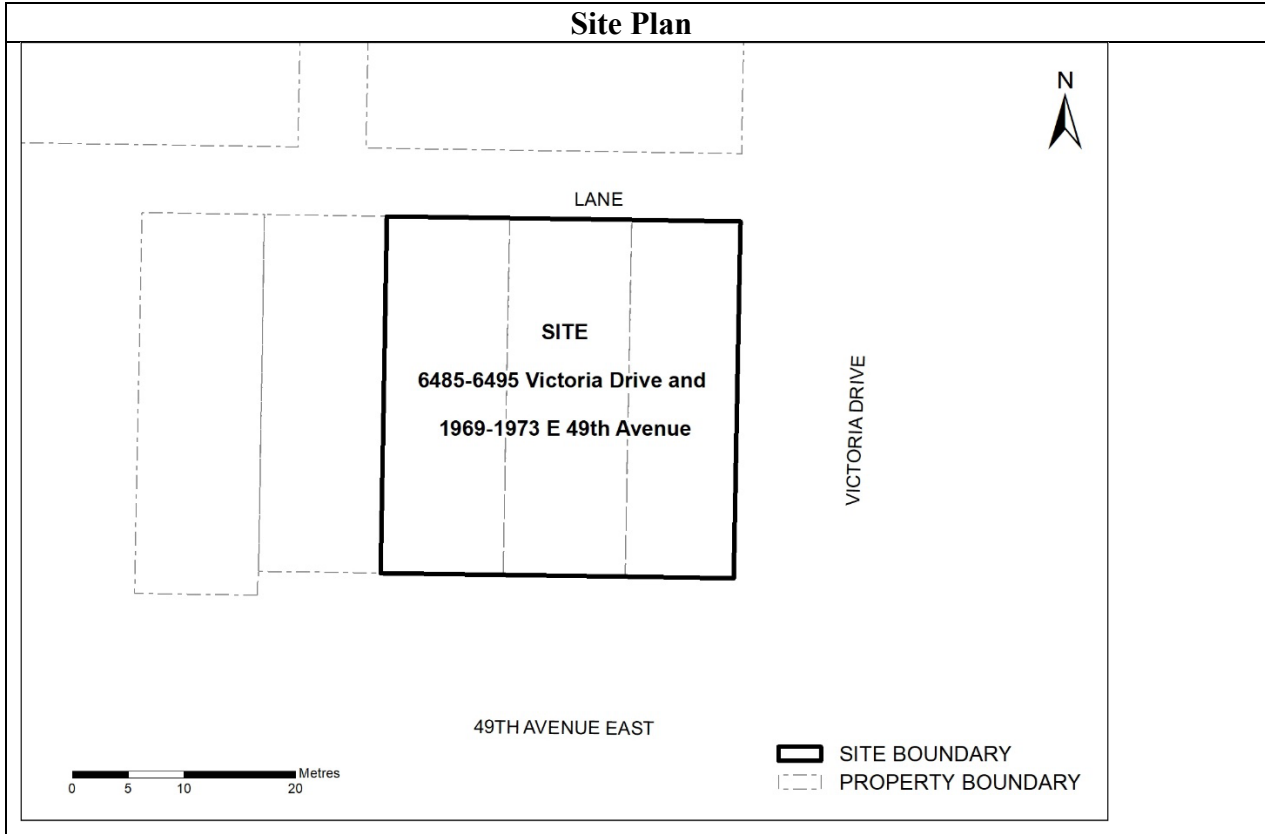 Site Plan
N
LANE
SITE
6485-6495 Victoria Drive and
1969-1973 E 49th Avenue
VICTORIA DRIVE
49TH AVENUE EAST
SITE BOUNDARY
PROPERTY BOUNDARY
Metres
0 5 10 20